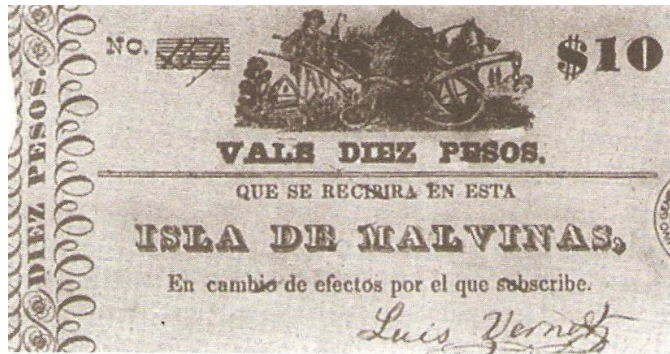 DIEZ PESOS.
No. 159
$10
VALE DIEZ PESOS.
QUE SE RECIBIRA EN ESTA
ISLA DE MALVINAS,
En cambio de efectos por el que subscribe.
Luis Vernet